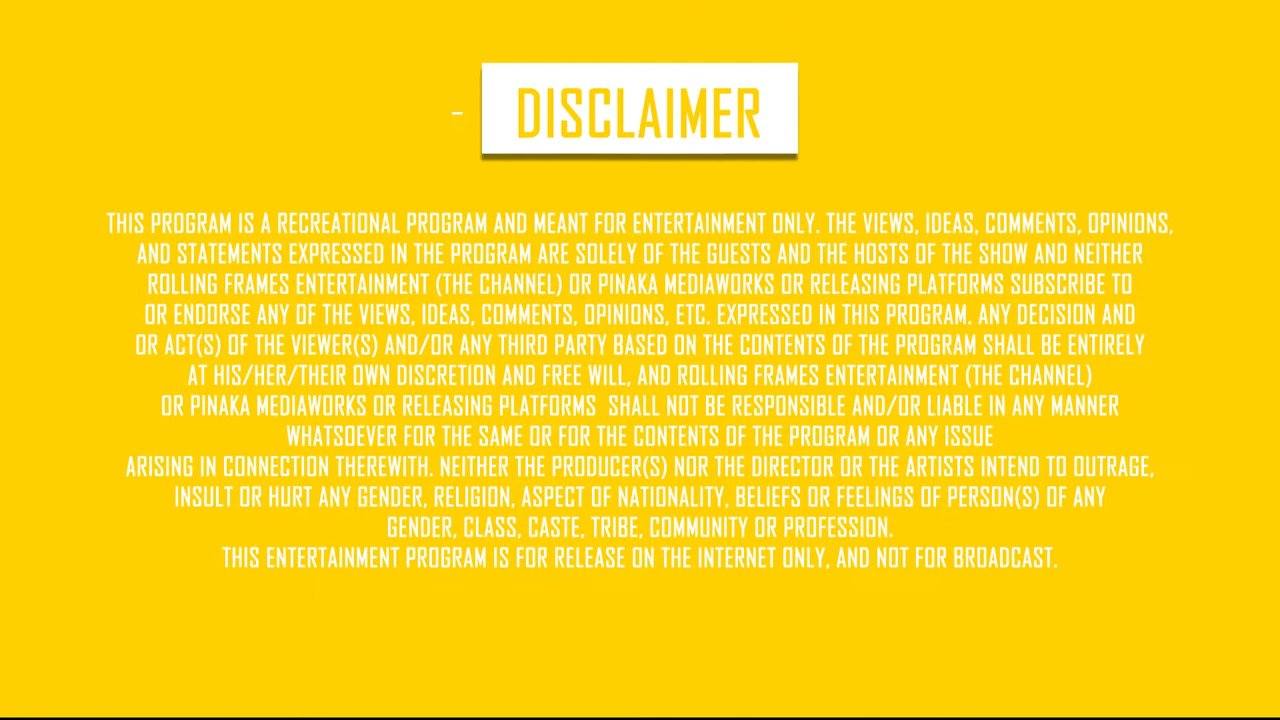 - DISCLAIMER
THIS PROGRAM IS A RECREATIONAL PROGRAM AND MEANT FOR ENTERTAINMENT ONLY. THE VIEWS, IDEAS, COMMENTS, OPINIONS,
AND STATEMENTS EXPRESSED IN THE PROGRAM ARE SOLELY OF THE GUESTS AND THE HOSTS OF THE SHOW AND NEITHER
ROLLING FRAMES ENTERTAINMENT (THE CHANNEL) OR PINAKA MEDIAWORKS OR RELEASING PLATFORMS SUBSCRIBE TO
OR ENDORSE ANY OF THE VIEWS, IDEAS, COMMENTS, OPINIONS, ETC. EXPRESSED IN THIS PROGRAM. ANY DECISION AND
OR ACT(S) OF THE VIEWER(S) AND/OR ANY THIRD PARTY BASED ON THE CONTENTS OF THE PROGRAM SHALL BE ENTIRELY
AT HIS/HER/THEIR OWN DISCRETION AND FREE WILL, AND ROLLING FRAMES ENTERTAINMENT (THE CHANNEL)
OR PINAKA MEDIAWORKS OR RELEASING PLATFORMS SHALL NOT BE RESPONSIBLE AND/OR LIABLE IN ANY MANNER
WHATSOEVER FOR THE SAME OR FOR THE CONTENTS OF THE PROGRAM OR ANY ISSUE
ARISING IN CONNECTION THEREWITH. NEITHER THE PRODUCER(S) NOR THE DIRECTOR OR THE ARTISTS INTEND TO OUTRAGE,
INSULT OR HURT ANY GENDER, RELIGION, ASPECT OF NATIONALITY, BELIEFS OR FEELINGS OF PERSON(S) OF ANY
GENDER, CLASS, CASTE, TRIBE, COMMUNITY OR PROFESSION.
THIS ENTERTAINMENT PROGRAM IS FOR RELEASE ON THE INTERNET ONLY, AND NOT FOR BROADCAST.